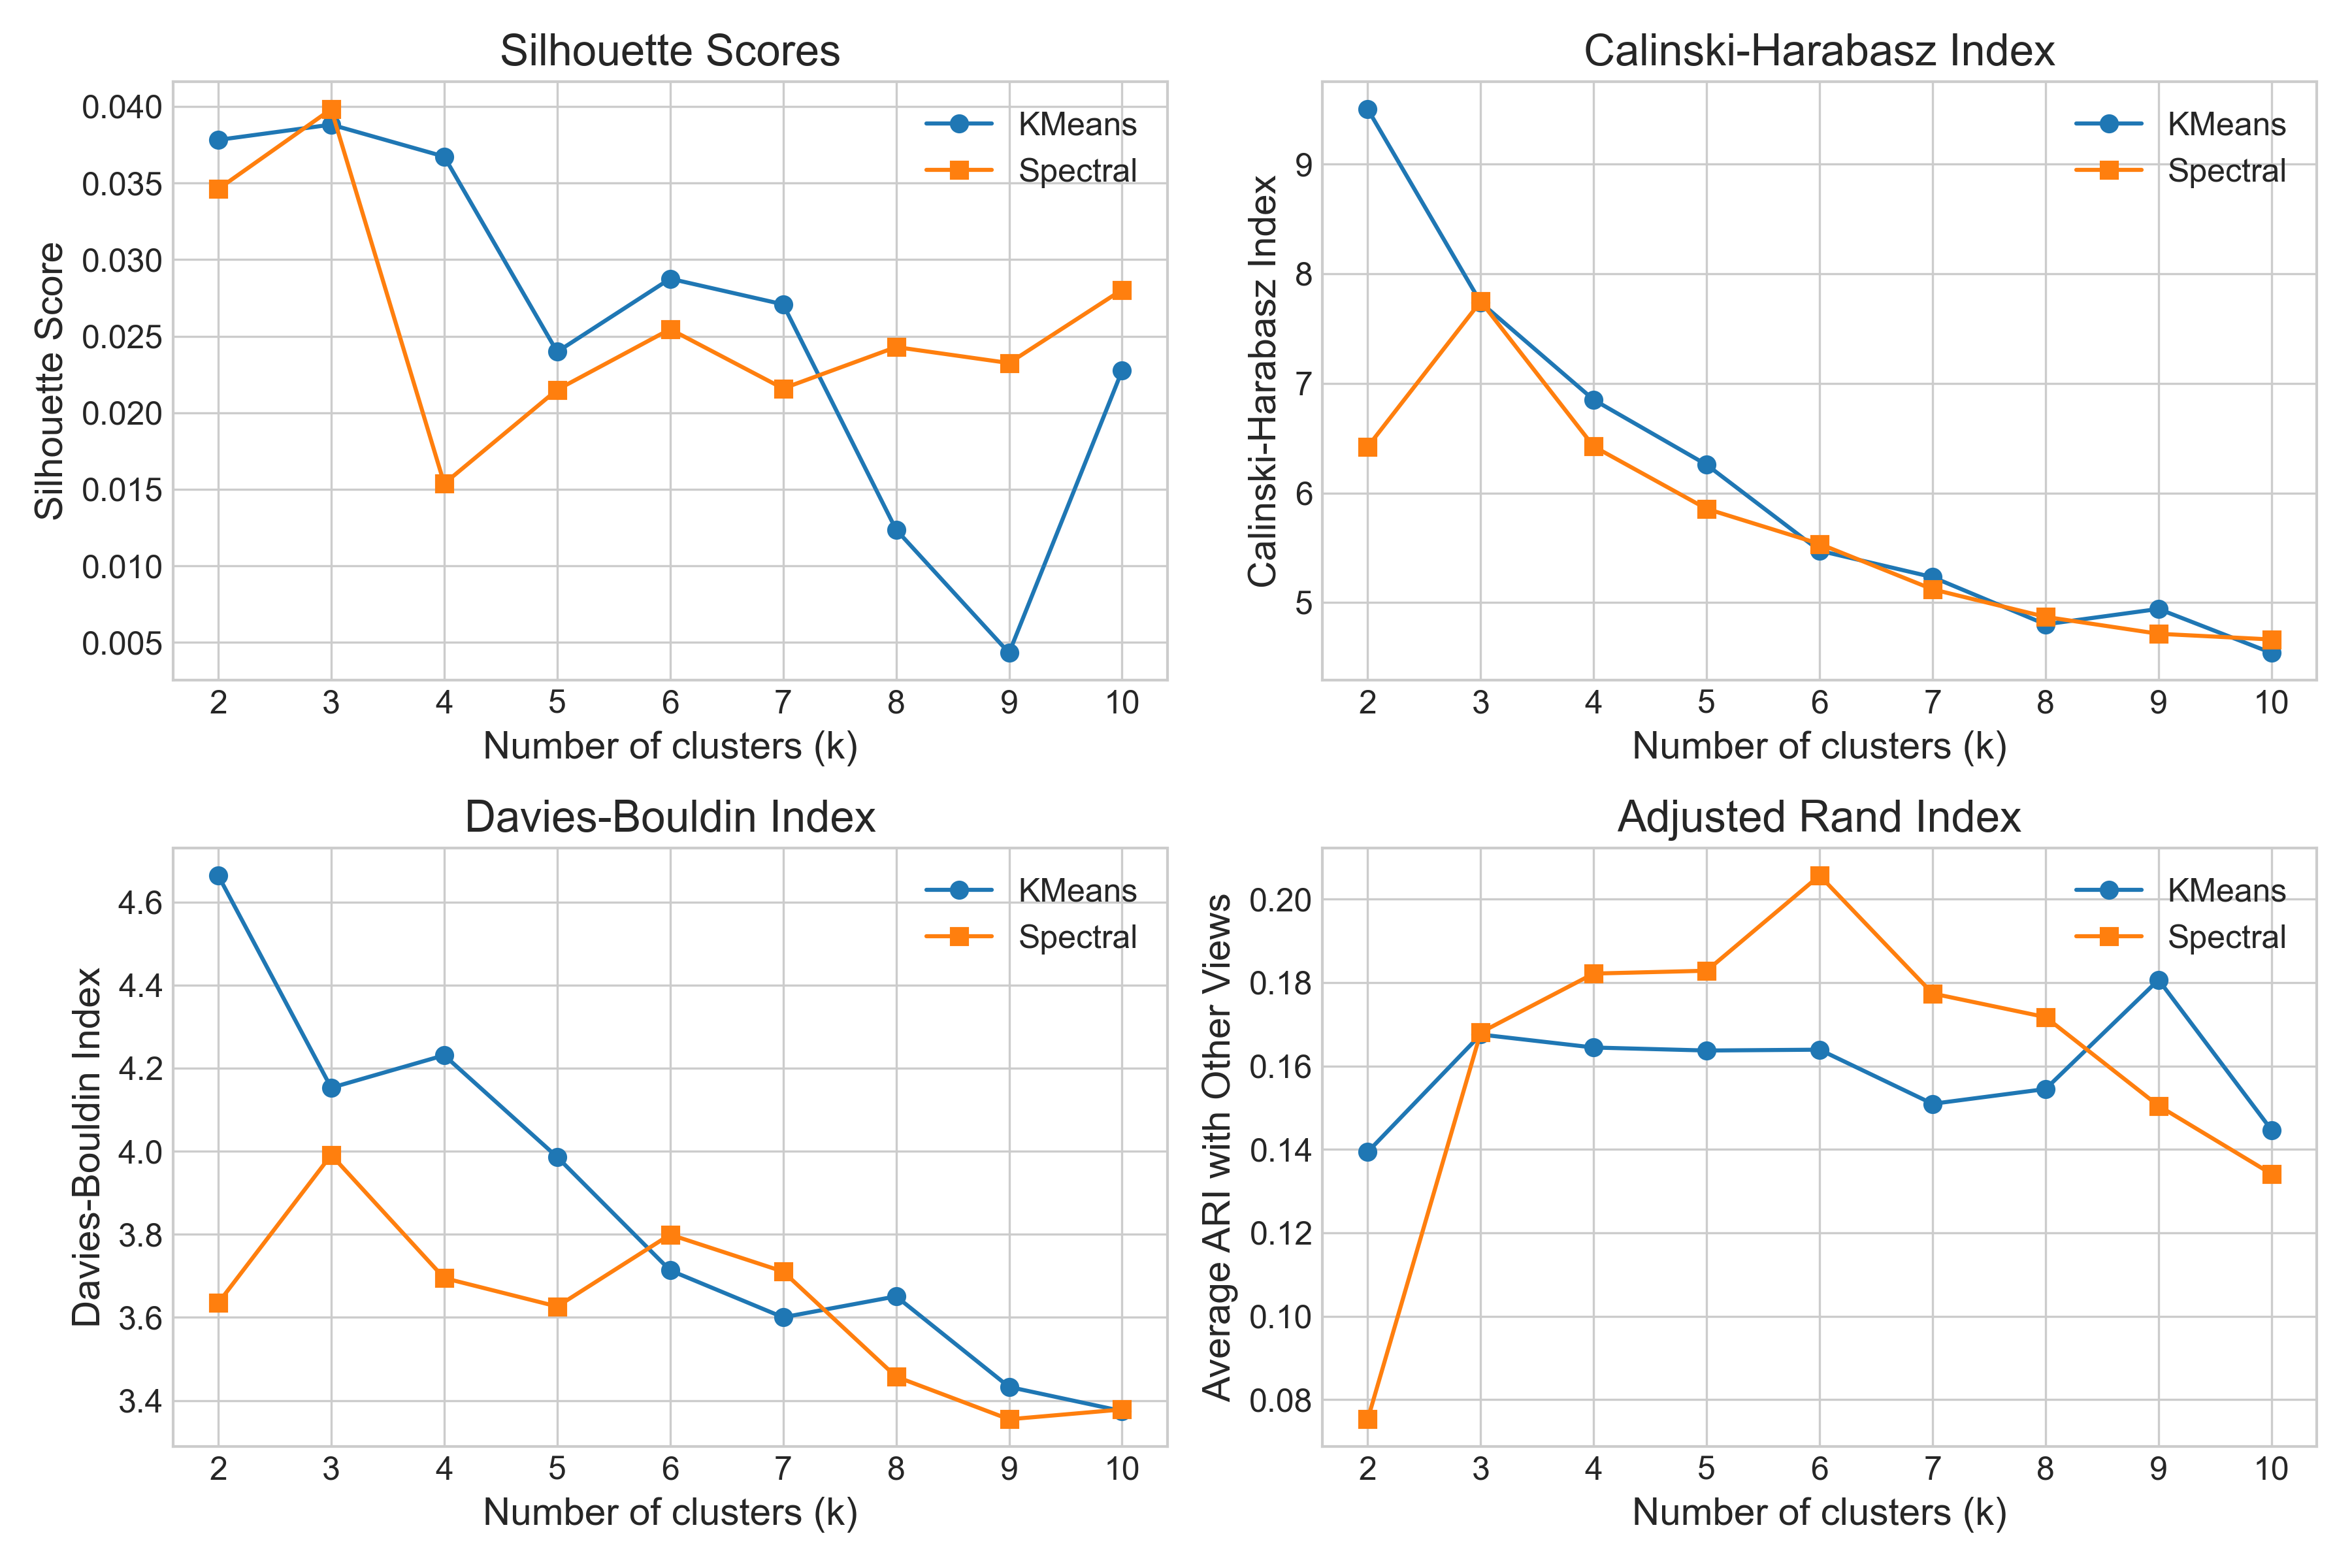 Silhouette Scores
Silhouette Score
0.040
0.035
0.030
0.025
0.020
0.015
0.010
0.005
KMeans
Spectral
2 3 4 5 6 7 8 9 10
Number of clusters (k)
Calinski-Harabasz Index
Calinski-Harabasz Index
9
8
7
6
5
KMeans
Spectral
2 3 4 5 6 7 8 9 10
Number of clusters (k)
Davies-Bouldin Index
Davies-Bouldin Index
4.6
4.4
4.2
4.0
3.8
3.6
3.4
KMeans
Spectral
2 3 4 5 6 7 8 9 10
Number of clusters (k)
Adjusted Rand Index
Average ARI with Other Views
0.20
0.18
0.16
0.14
0.12
0.10
0.08
KMeans
Spectral
2 3 4 5 6 7 8 9 10
Number of clusters (k)